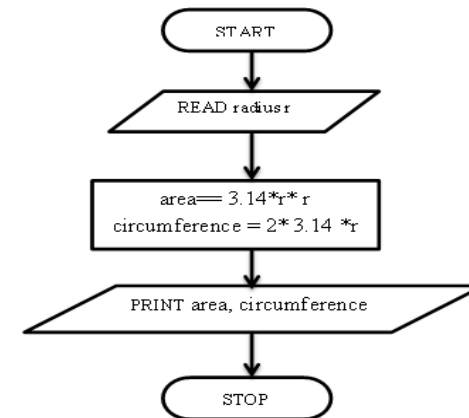 START
READ radius r
area== 3.14*r* r
circumference = 2* 3.14 *r
PRINT area, circumference
STOP